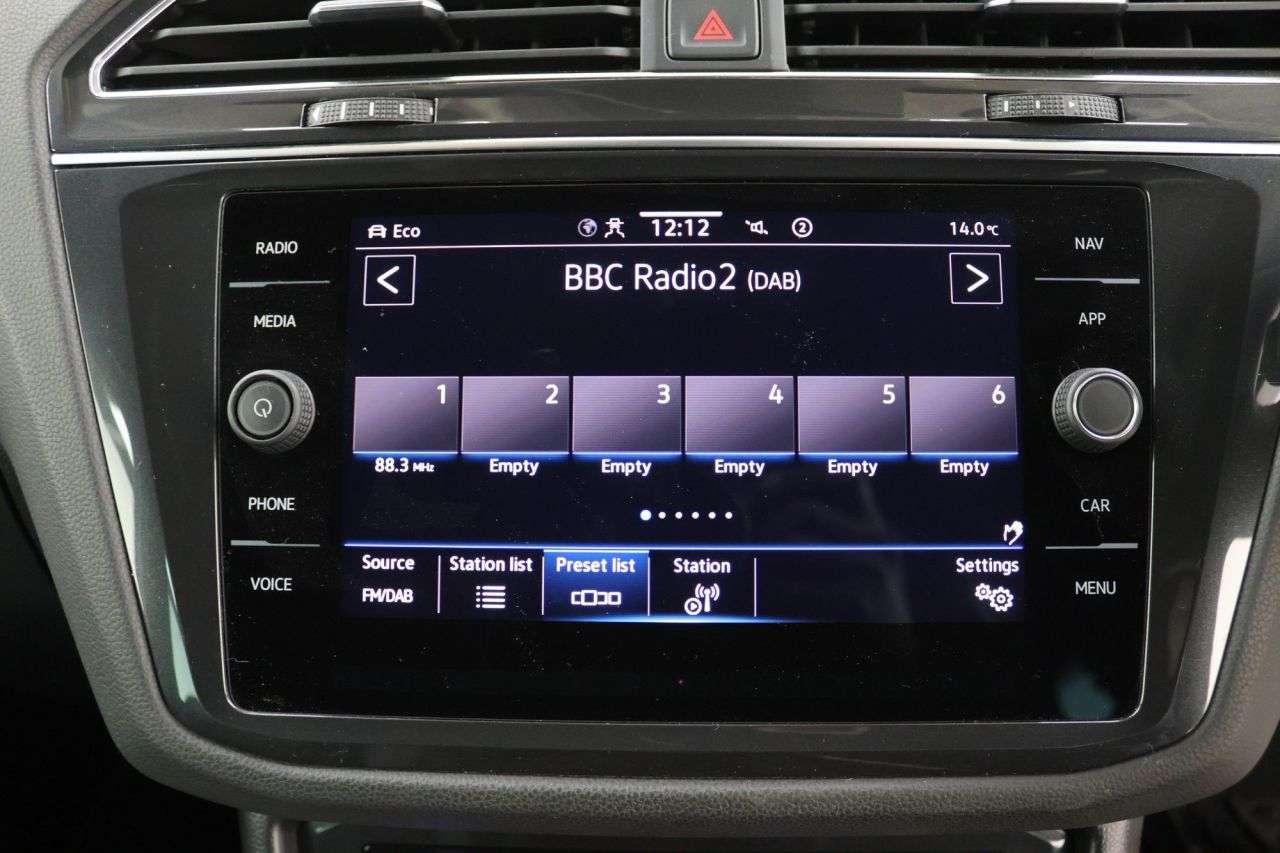 RADIO
MEDIA
PHONE
VOICE
Eco 12:12 2 14.0°C
< BBC Radio2 (DAB) >
1 2 3 4 5 6
88.3 MHz Empty Empty Empty Empty Empty
Source Station list Preset list Station Settings
FM/DAB
NAV
APP
CAR
MENU